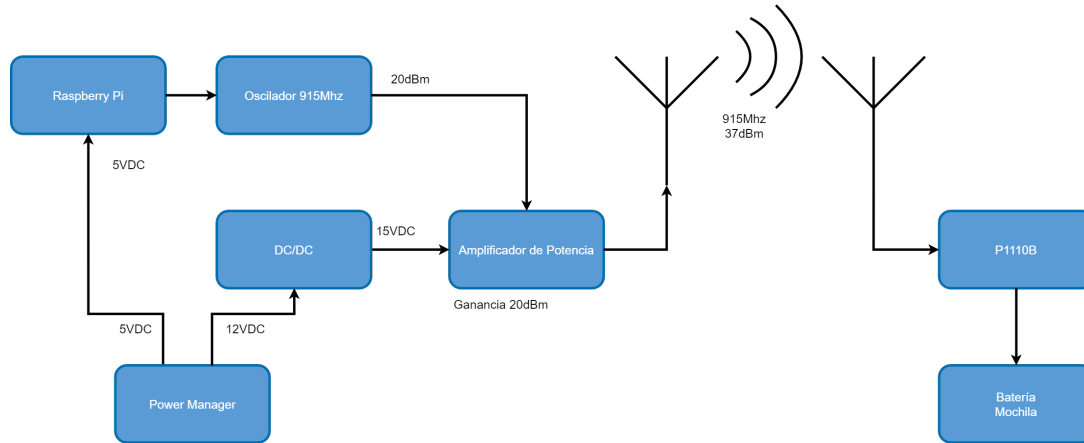 Raspberry Pi
Oscilador 915Mhz
20dBm
915Mhz
37dBm
5VDC
DC/DC
15VDC
Amplificador de Potencia
P1110B
Ganancia 20dBm
5VDC
12VDC
Power Manager
Batería
Mochila